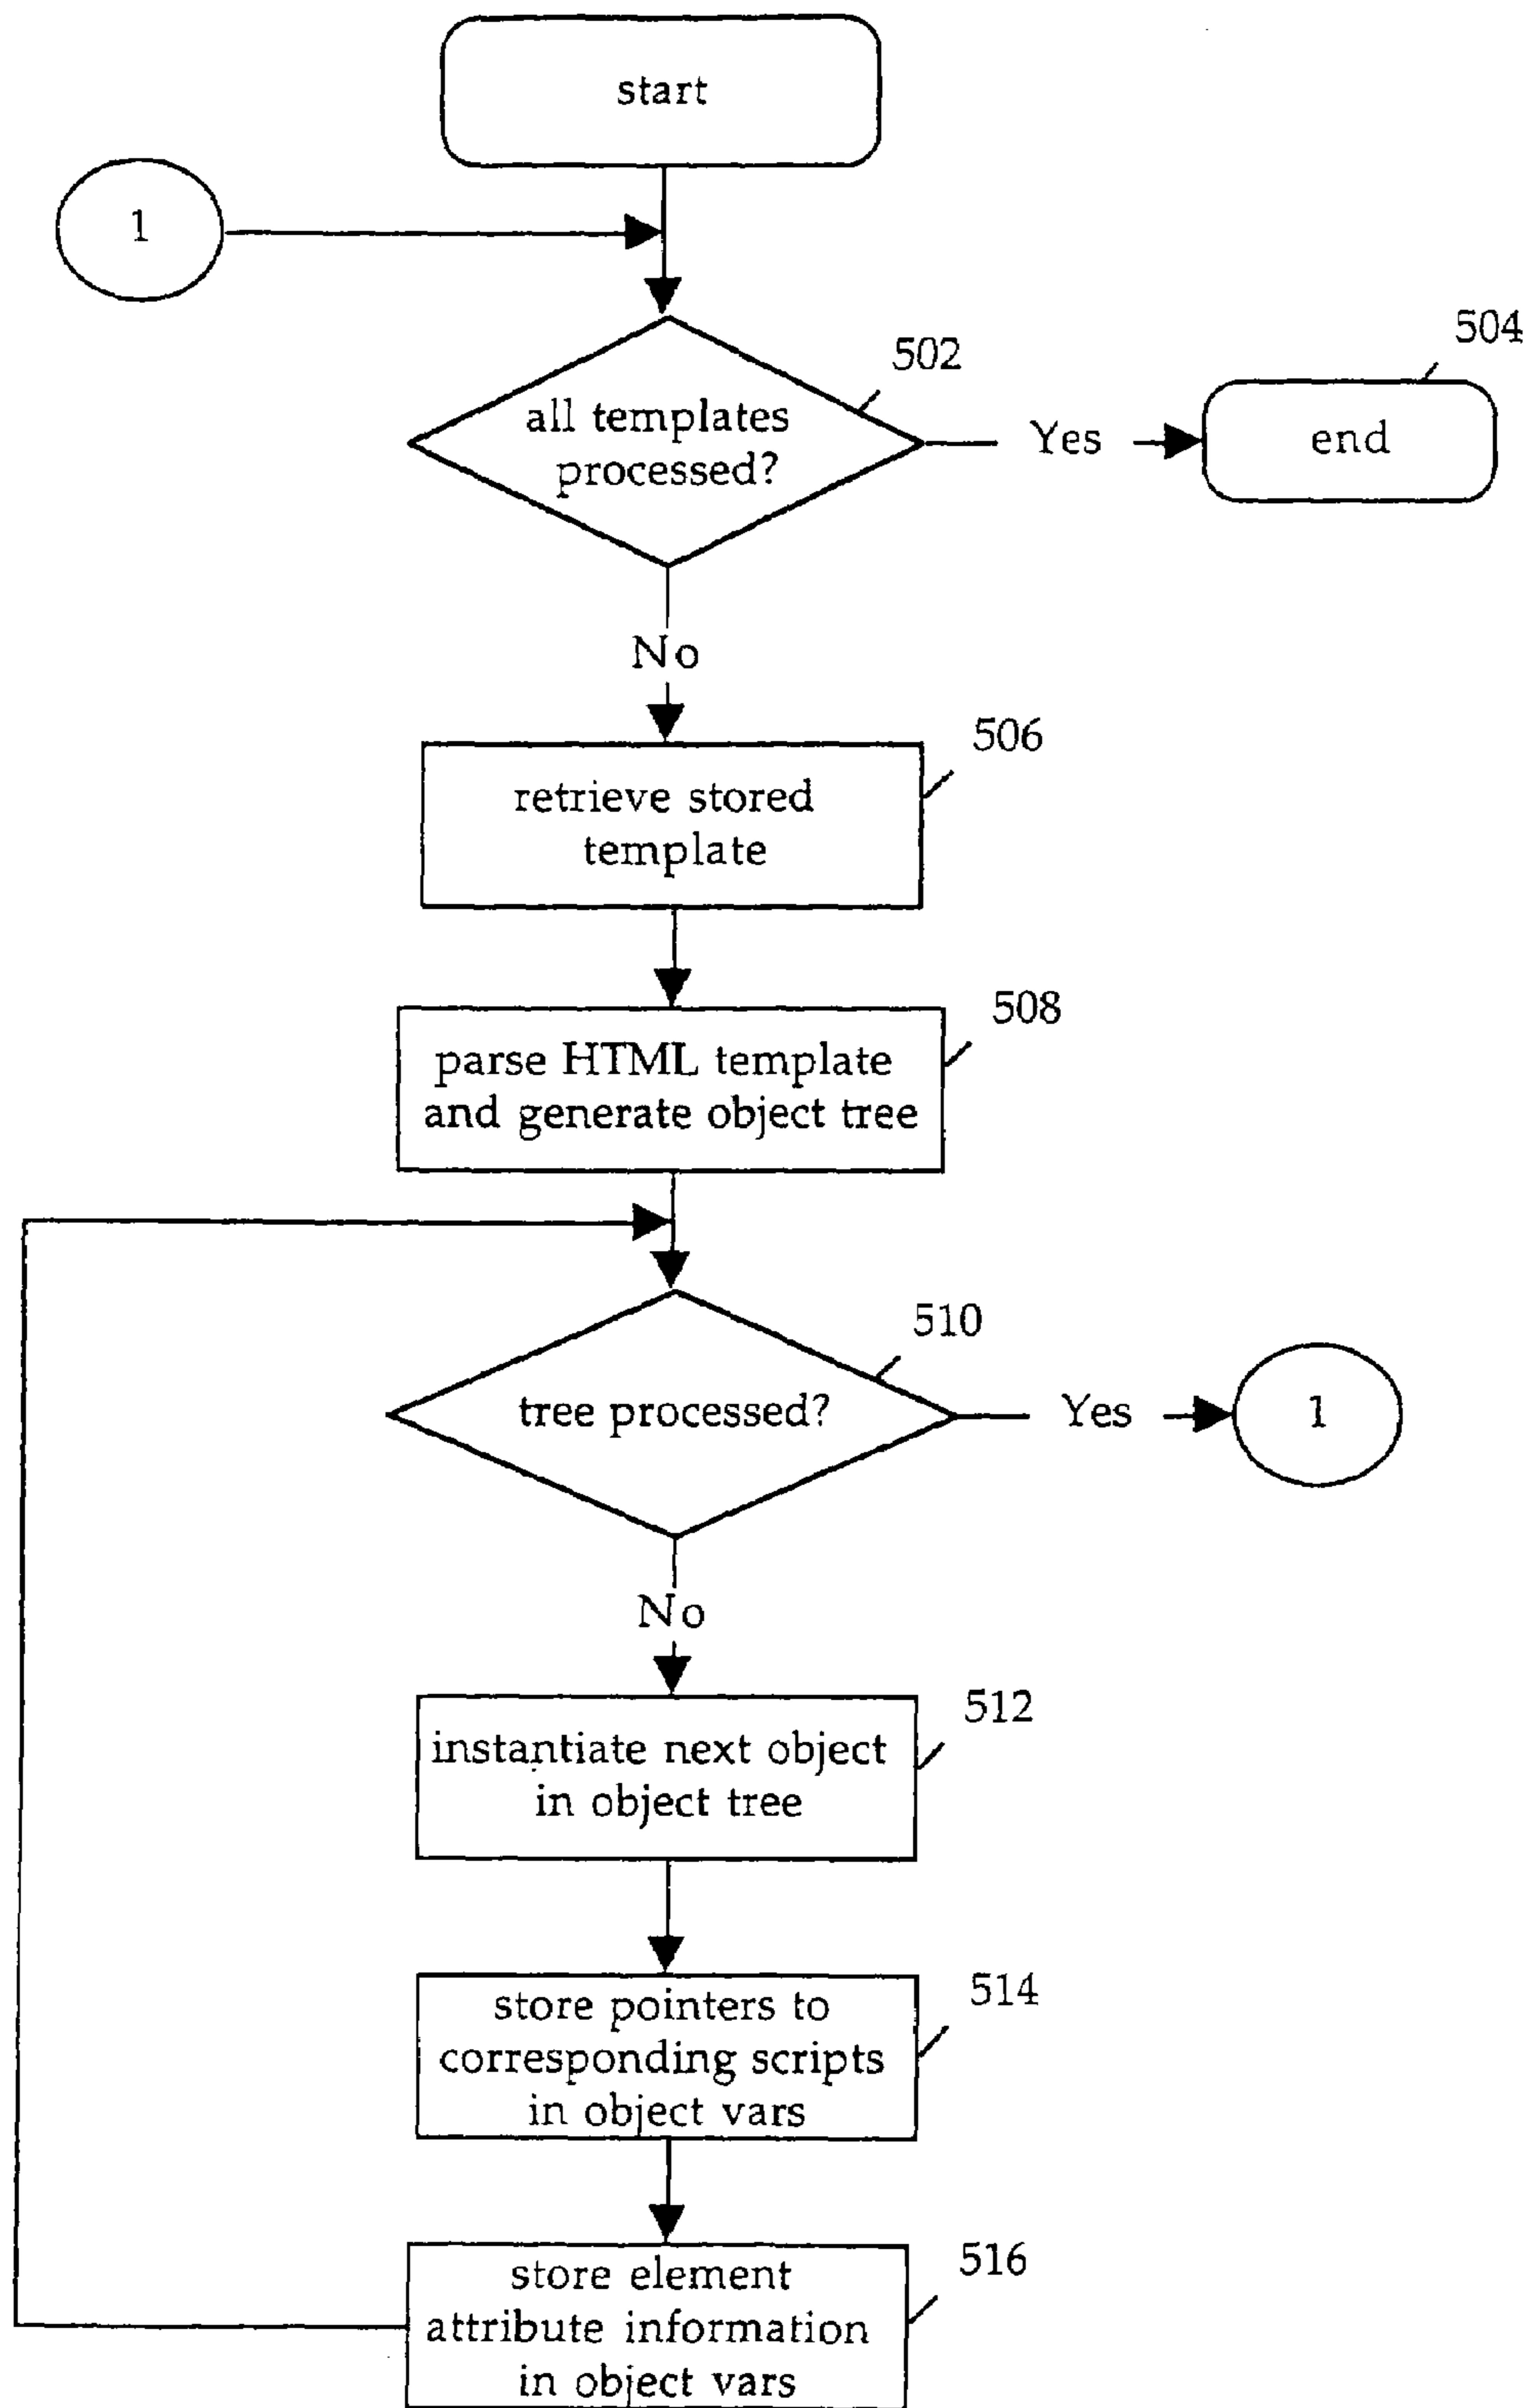 start
1
502
504
all templates
processed?
Yes
end
No
506
retrieve stored
template
508
parse HTML template
and generate object tree
510
tree processed?
Yes
1
No
512
instantiate next object
in object tree
514
store pointers to
corresponding scripts
in object vars
516
store element
attribute information
in object vars